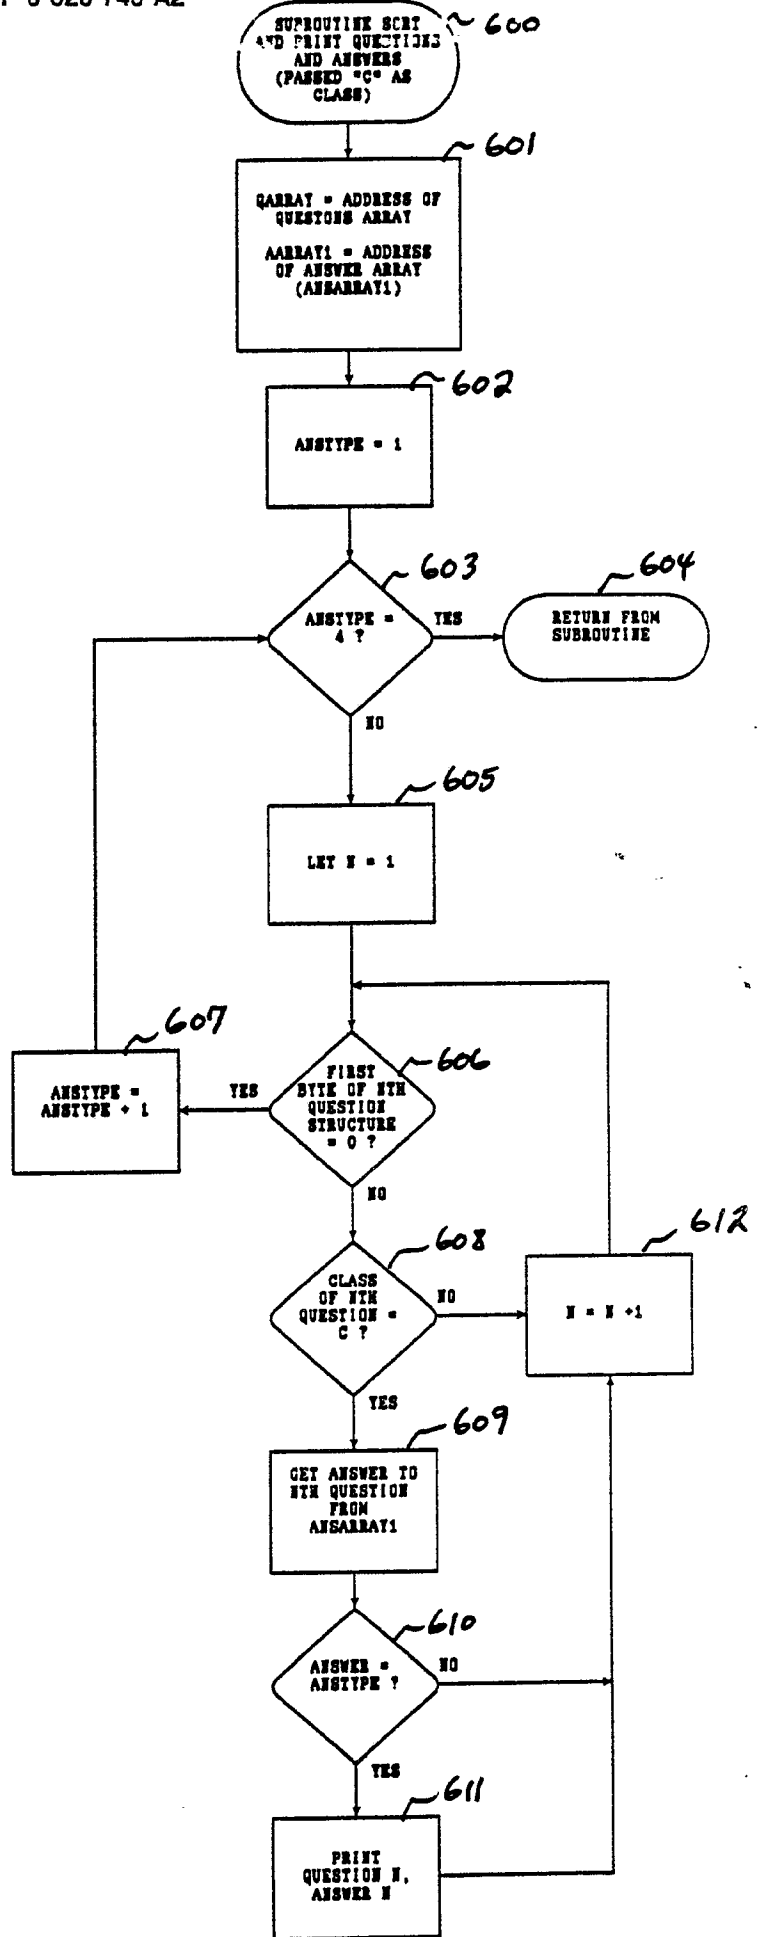 600
SUBROUTINE SORT
AND PRINT QUESTIONS
AND ANSWERS
(PASSED "C" AS
CLASS)
601
QARRAY = ADDRESS OF
QUESTONS ARRAY
AARRAY1 = ADDRESS
OF ANSWER ARRAY
(ANSARRAY1)
602
ANSTYPE = 1
603
ANSTYPE =
4 ?
YES
604
RETURN FROM
SUBROUTINE
NO
605
LET N = 1
607
ANSTYPE =
ANSTYPE + 1
YES
606
FIRST
BYTE OF NTH
QUESTION
STRUCTURE
= 0 ?
NO
608
CLASS
OF NTH
QUESTION =
C ?
NO
612
N = N +1
YES
609
GET ANSWER TO
NTH QUESTION
FROM
ANSARRAY1
610
ANSWER =
ANSTYPE ?
NO
YES
611
PRINT
QUESTION N,
ANSWER N